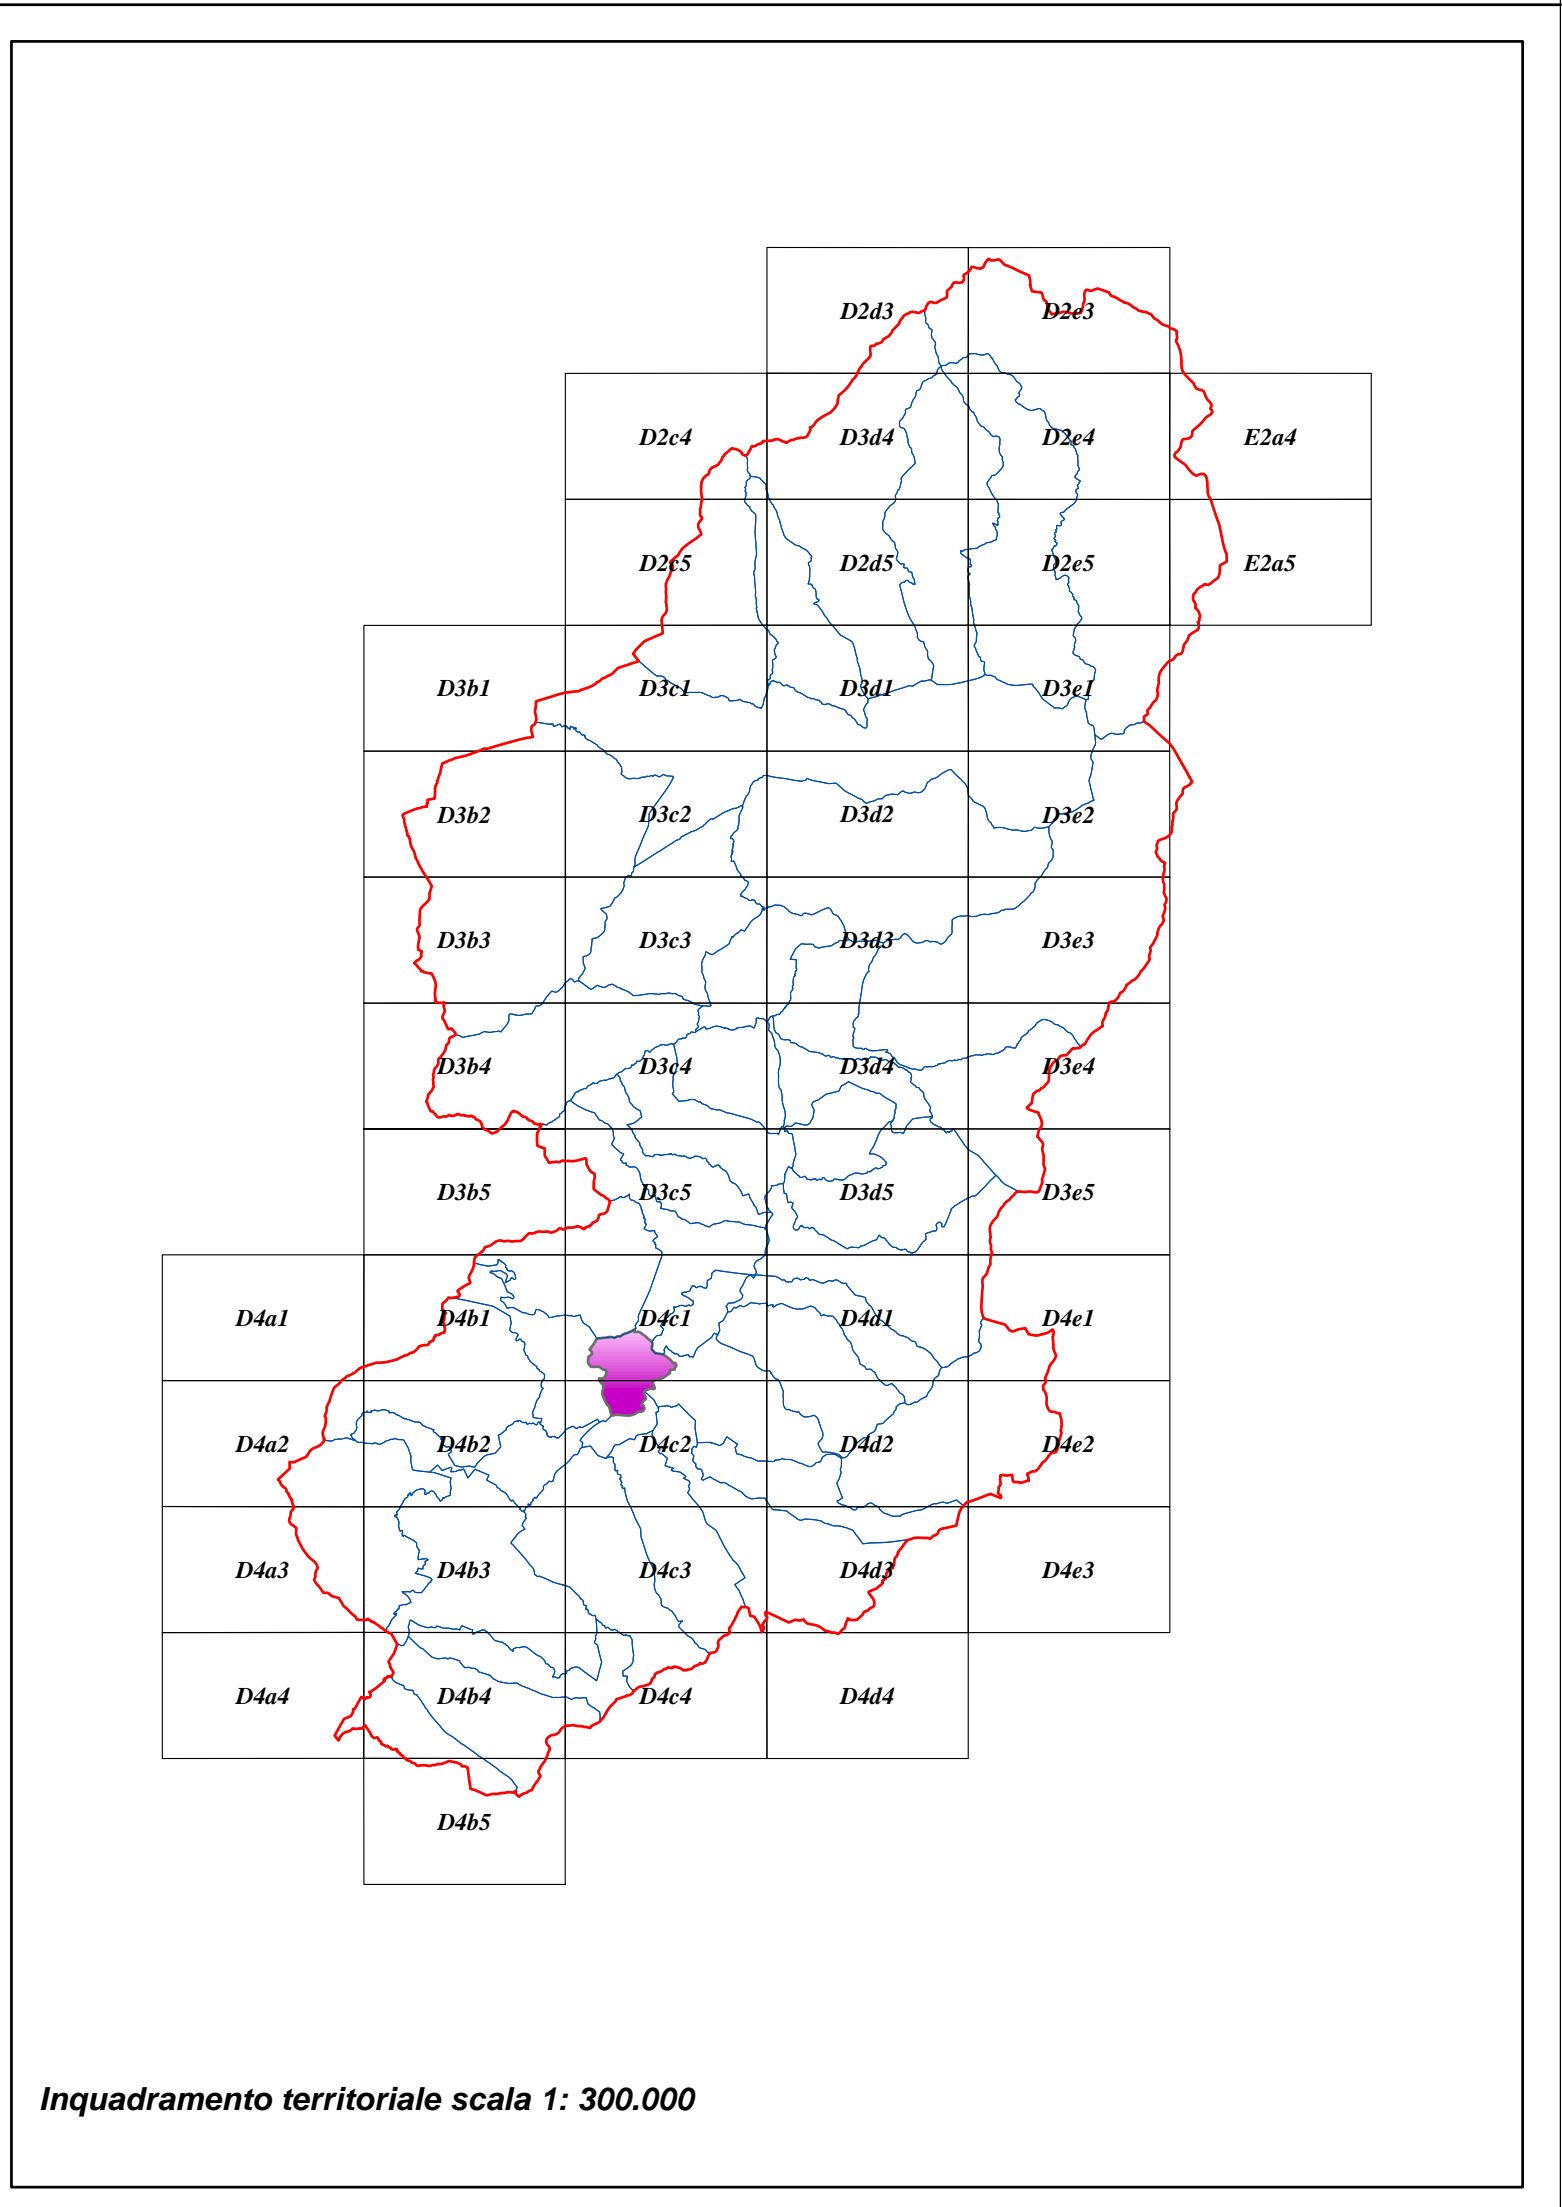 D2d3 D2e3
D2c4 D3d4 D2e4 E2a4
D2c5 D2d5 D2e5 E2a5
D3b1 D3c1 D3d1 D3e1
D3b2 D3c2 D3d2 D3e2
D3b3 D3c3 D3d3 D3e3
D3b4 D3c4 D3d4 D3e4
D3b5 D3c5 D3d5 D3e5
D4a1 D4b1 D4c1 D4d1 D4e1
D4a2 D4b2 D4c2 D4d2 D4e2
D4a3 D4b3 D4c3 D4d3 D4e3
D4a4 D4b4 D4c4 D4d4
D4b5
Inquadramento territoriale scala 1: 300.000